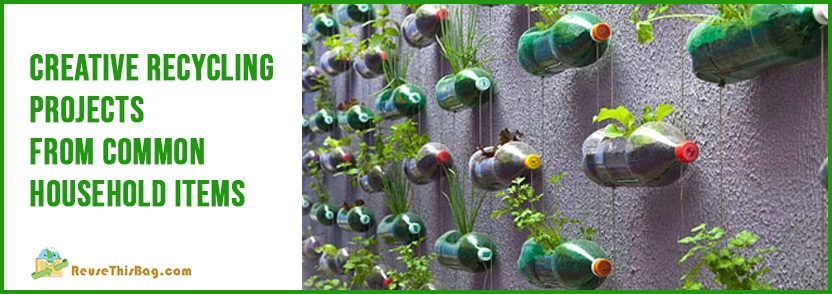 CREATIVE RECYCLING
PROJECTS
FROM COMMON
HOUSEHOLD ITEMS
ReuseThisBag.com